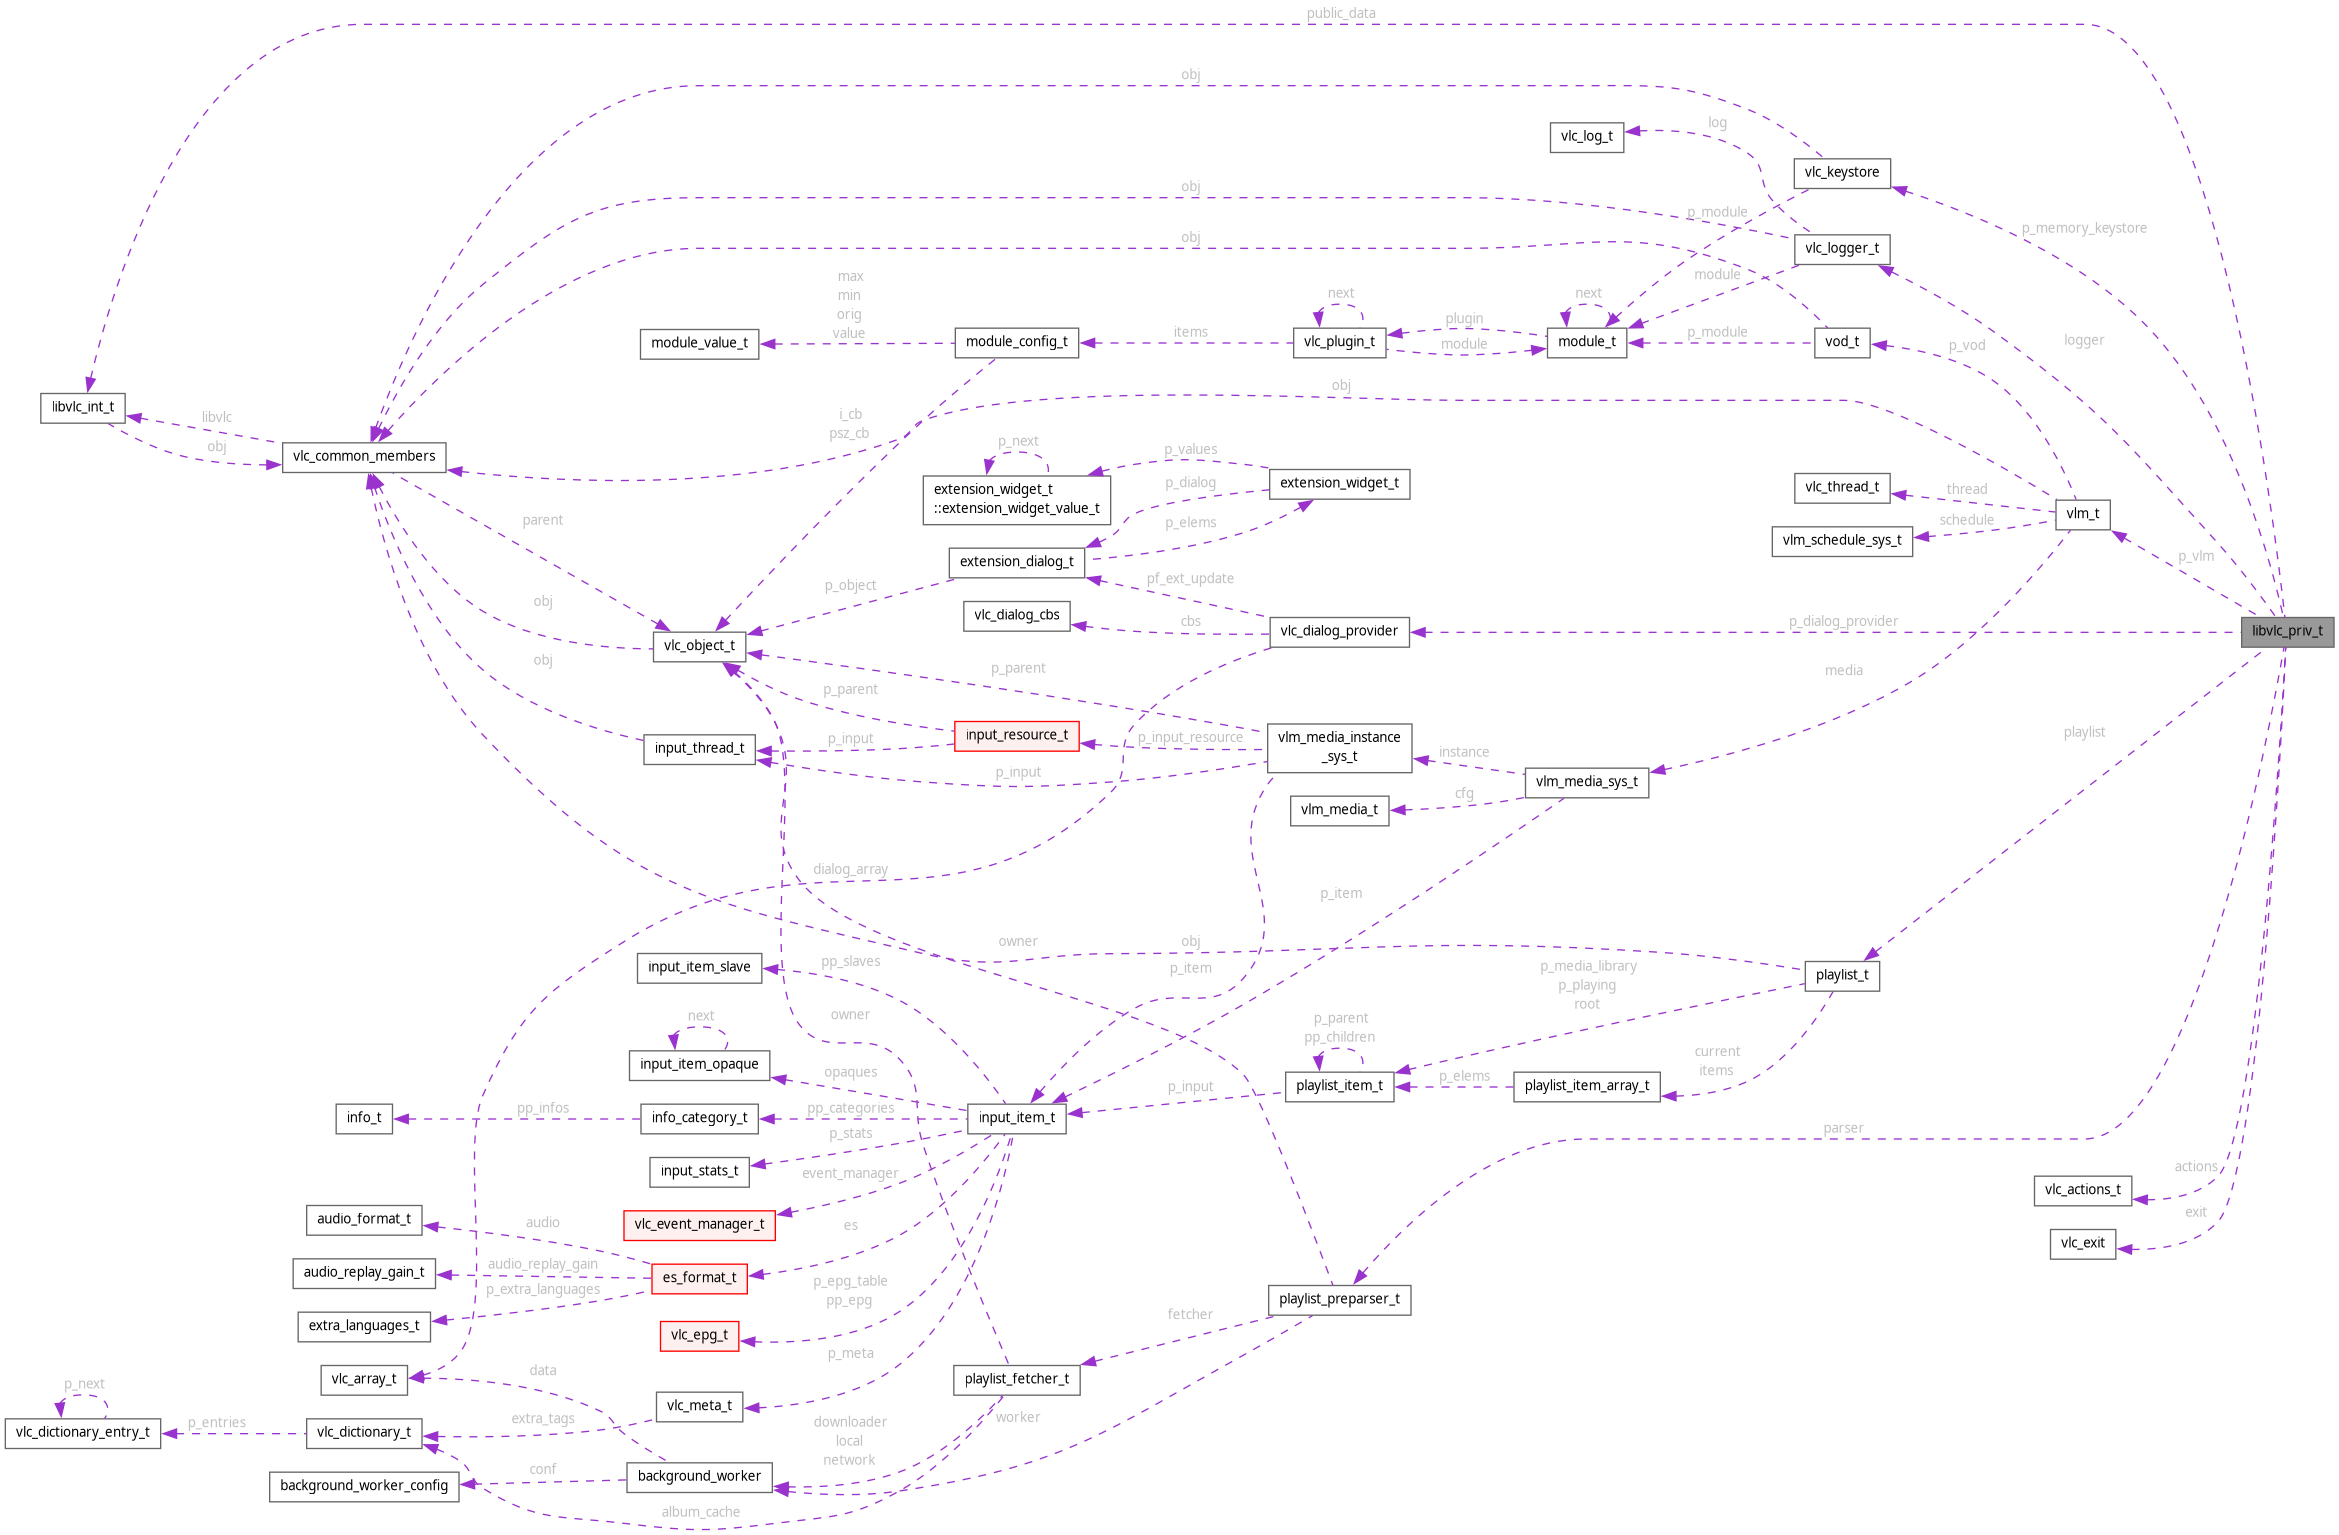 public_data
obj
log
vlc_log_t
vlc_keystore
obj
p_module
p_memory_keystore
obj
vlc_logger_t
max
min
orig
value
next
next
module
module_value_t
module_config_t
items
vlc_plugin_t
plugin
module
module_t
p_module
vod_t
p_vod
logger
obj
libvlc_int_t
libvlc
obj
i_cb
psz_cb
vlc_common_members
p_next
p_values
extension_widget_t
::extension_widget_value_t
p_dialog
p_elems
extension_widget_t
vlc_thread_t
thread
schedule
vlm_t
vlm_schedule_sys_t
parent
extension_dialog_t
p_vlm
p_object
pf_ext_update
obj
vlc_dialog_cbs
cbs
vlc_dialog_provider
p_dialog_provider
libvlc_priv_t
vlc_object_t
obj
p_parent
p_parent
media
input_thread_t
p_input
input_resource_t
p_input_resource
p_input
vlm_media_instance
_sys_t
instance
playlist
vlm_media_sys_t
cfg
vlm_media_t
dialog_array
p_item
owner
obj
input_item_slave
pp_slaves
p_item
p_media_library
p_playing
root
playlist_t
next
owner
p_parent
pp_children
input_item_opaque
opaques
current
items
playlist_item_t
p_elems
playlist_item_array_t
p_input
info_t
pp_infos
info_category_t
pp_categories
input_item_t
p_stats
parser
input_stats_t
event_manager
actions
vlc_actions_t
audio_format_t
audio
vlc_event_manager_t
es
exit
vlc_exit
audio_replay_gain_t
audio_replay_gain
p_extra_languages
es_format_t
p_epg_table
pp_epg
playlist_preparser_t
extra_languages_t
vlc_epg_t
fetcher
p_meta
vlc_array_t
data
playlist_fetcher_t
p_next
vlc_meta_t
extra_tags
worker
vlc_dictionary_entry_t
p_entries
vlc_dictionary_t
downloader
local
network
background_worker_config
conf
background_worker
album_cache